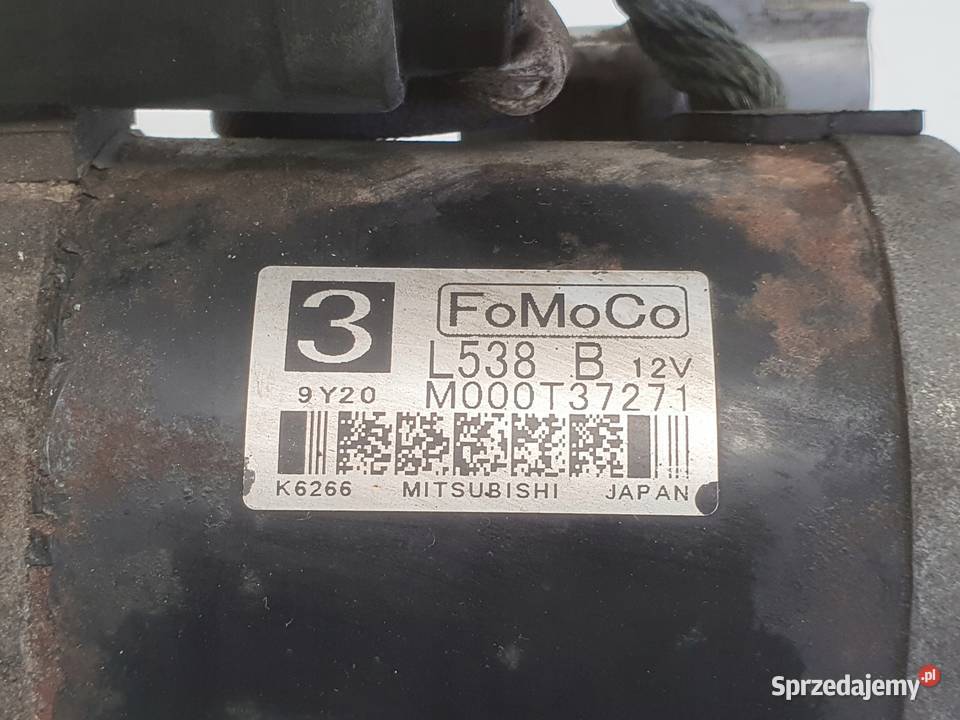 3 FoMoCo
L538 B 12V
9Y20 M000T37271
K6266 MITSUBISHI JAPAN
Sprzedajemy.pl